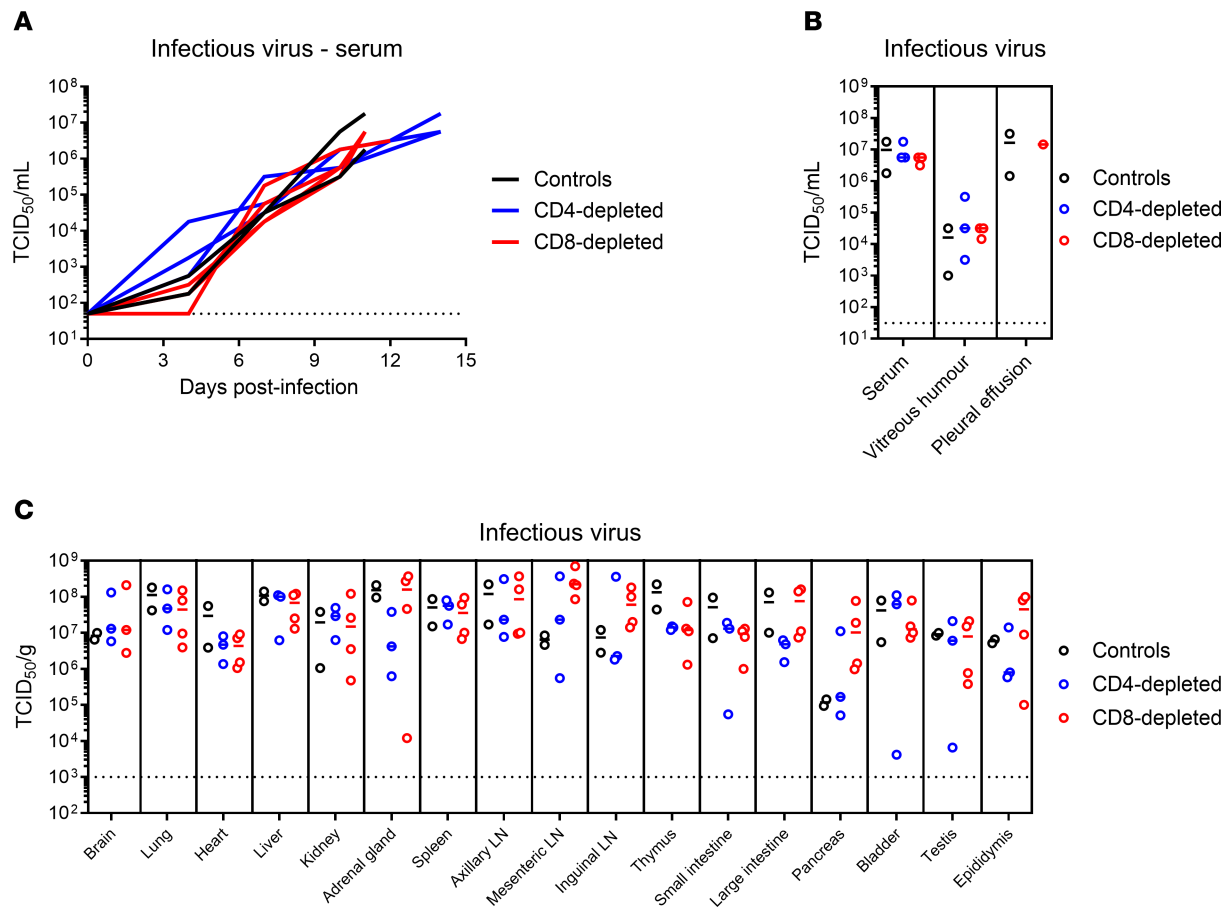 A
Infectious virus - serum
TCID50/mL
10⁸
10⁷
10⁶
10⁵
10⁴
10³
10²
10¹
0
3
6
9
12
15
Days post-infection
Controls
CD4-depleted
CD8-depleted
B
Infectious virus
TCID50/mL
10⁹
10⁸
10⁷
10⁶
10⁵
10⁴
10³
10²
10¹
Serum
Vitreous humour
Pleural effusion
Controls
CD4-depleted
CD8-depleted
C
Infectious virus
TCID50/g
10⁹
10⁸
10⁷
10⁶
10⁵
10⁴
10³
10²
Brain
Lung
Heart
Liver
Kidney
Adrenal gland
Spleen
Axillary LN
Mesenteric LN
Inguinal LN
Thymus
Small intestine
Large intestine
Pancreas
Bladder
Testis
Epididymis
Controls
CD4-depleted
CD8-depleted